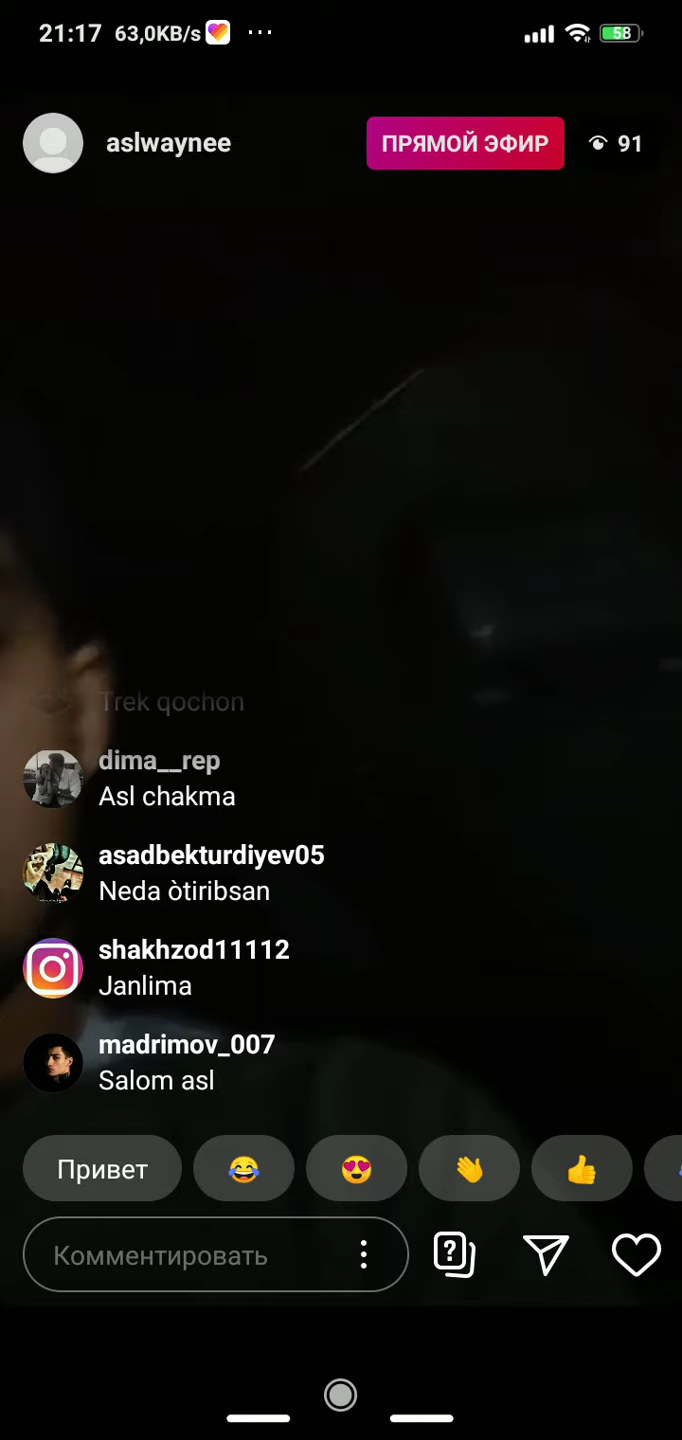 21:17 63,0KB/s ... 58
aslwaynee ПРЯМОЙ ЭФИР 91
Trek qochon
dima__rep
Asl chakma
asadbekturdiyev05
Neda òtiribsan
shakhzod11112
Janlima
madrimov_007
Salom asl
Привет
Комментировать